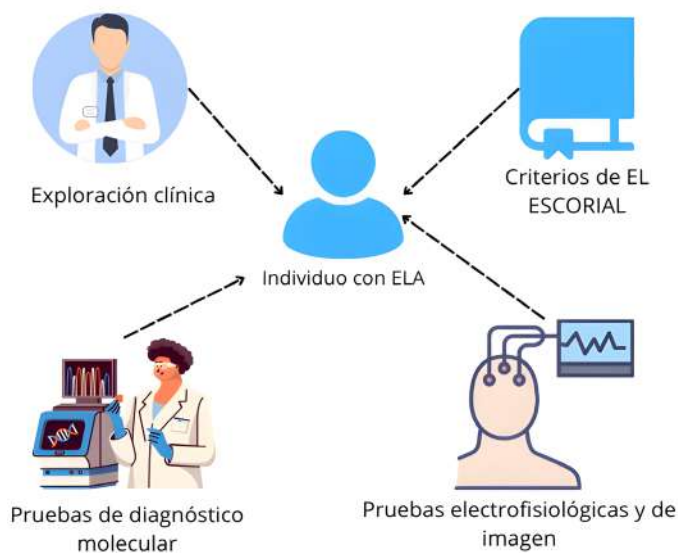 Exploración clínica
Criterios de EL
ESCORIAL
Individuo con ELA
Pruebas de diagnóstico
molecular
Pruebas electrofisiológicas y de
imagen